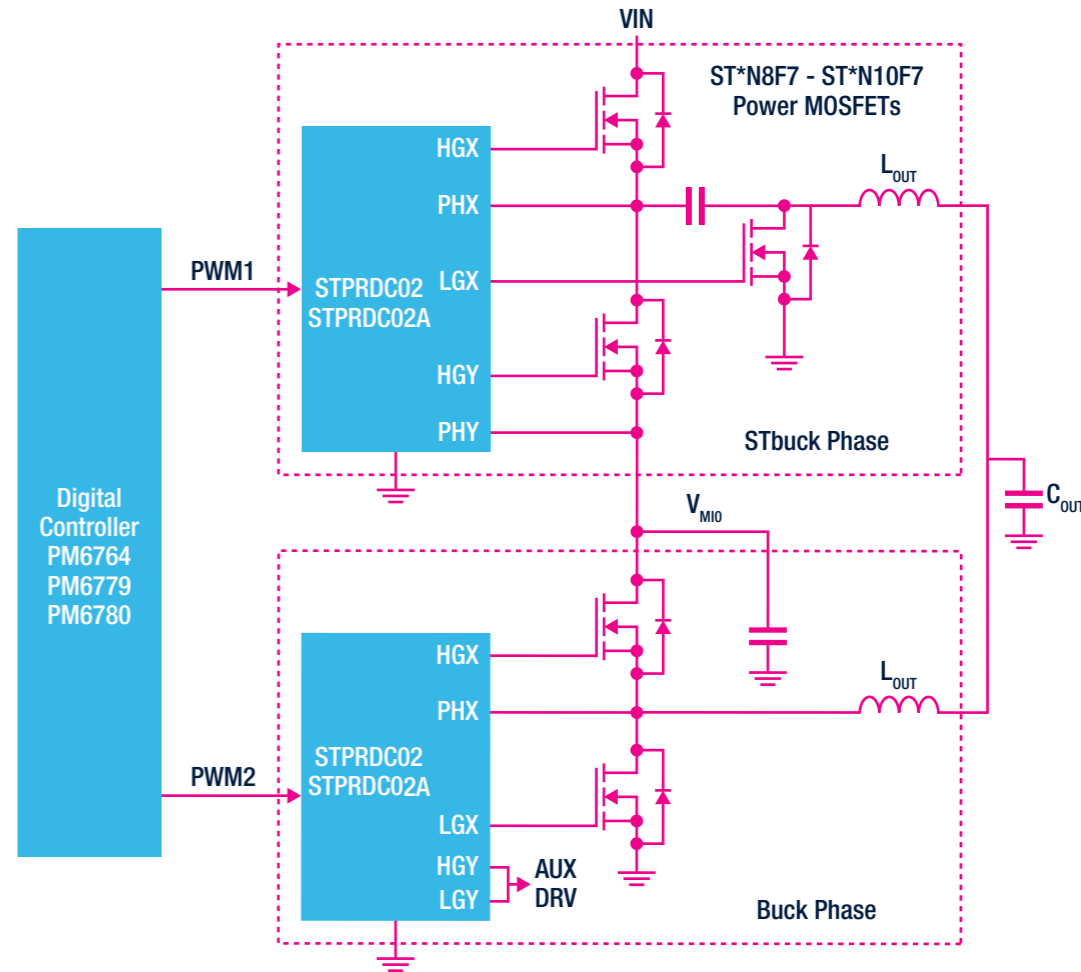 VIN
ST*N8F7 - ST*N10F7
Power MOSFETs
HGX
PHX
LGX
HGY
PHY
STPRDC02
STPRDC02A
PWM1
LOUT
STbuck Phase
Digital
Controller
PM6764
PM6779
PM6780
COUT
VMIO
HGX
PHX
LGX
HGY
LGY
STPRDC02
STPRDC02A
PWM2
LOUT
AUX
DRV
Buck Phase